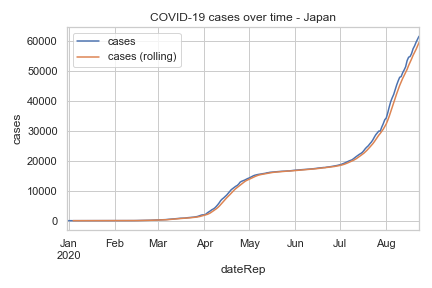 COVID-19 cases over time - Japan
cases
cases (rolling)
60000
50000
40000
30000
20000
10000
0
cases
Jan Feb Mar Apr May Jun Jul Aug
2020
dateRep